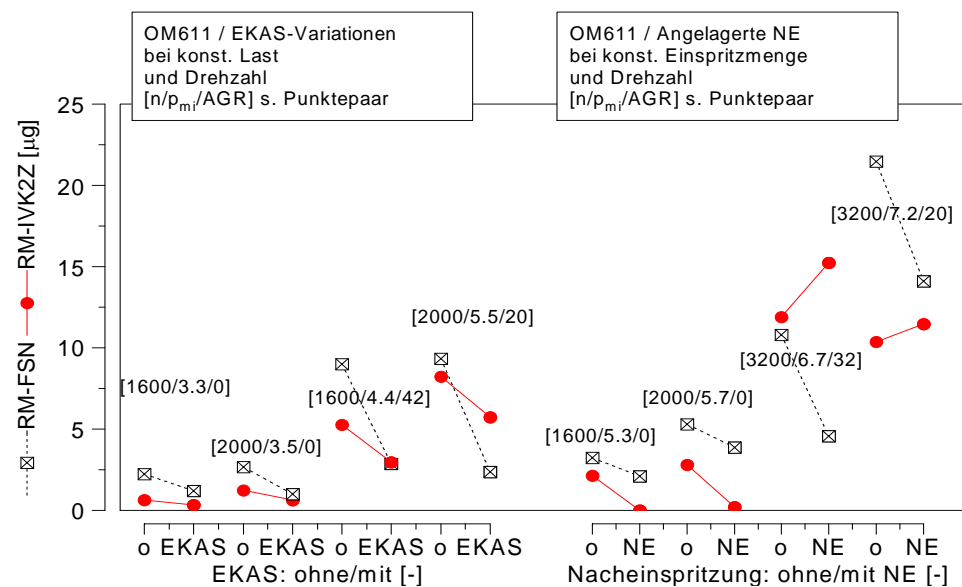 OM611 / EKAS-Variationen
bei konst. Last
und Drehzahl
[n/pmi/AGR] s. Punktepaar
OM611 / Angelagerte NE
bei konst. Einspritzmenge
und Drehzahl
[n/pmi/AGR] s. Punktepaar
RM-FSN
RM-IVK2Z [µg]
25
20
15
10
5
0
[1600/3.3/0]
[2000/3.5/0]
[1600/4.4/42]
[2000/5.5/20]
[1600/5.3/0]
[2000/5.7/0]
[3200/6.7/32]
[3200/7.2/20]
o EKAS o EKAS o EKAS o EKAS
o NE o NE o NE o NE
EKAS: ohne/mit [-]
Nacheinspritzung: ohne/mit NE [-]